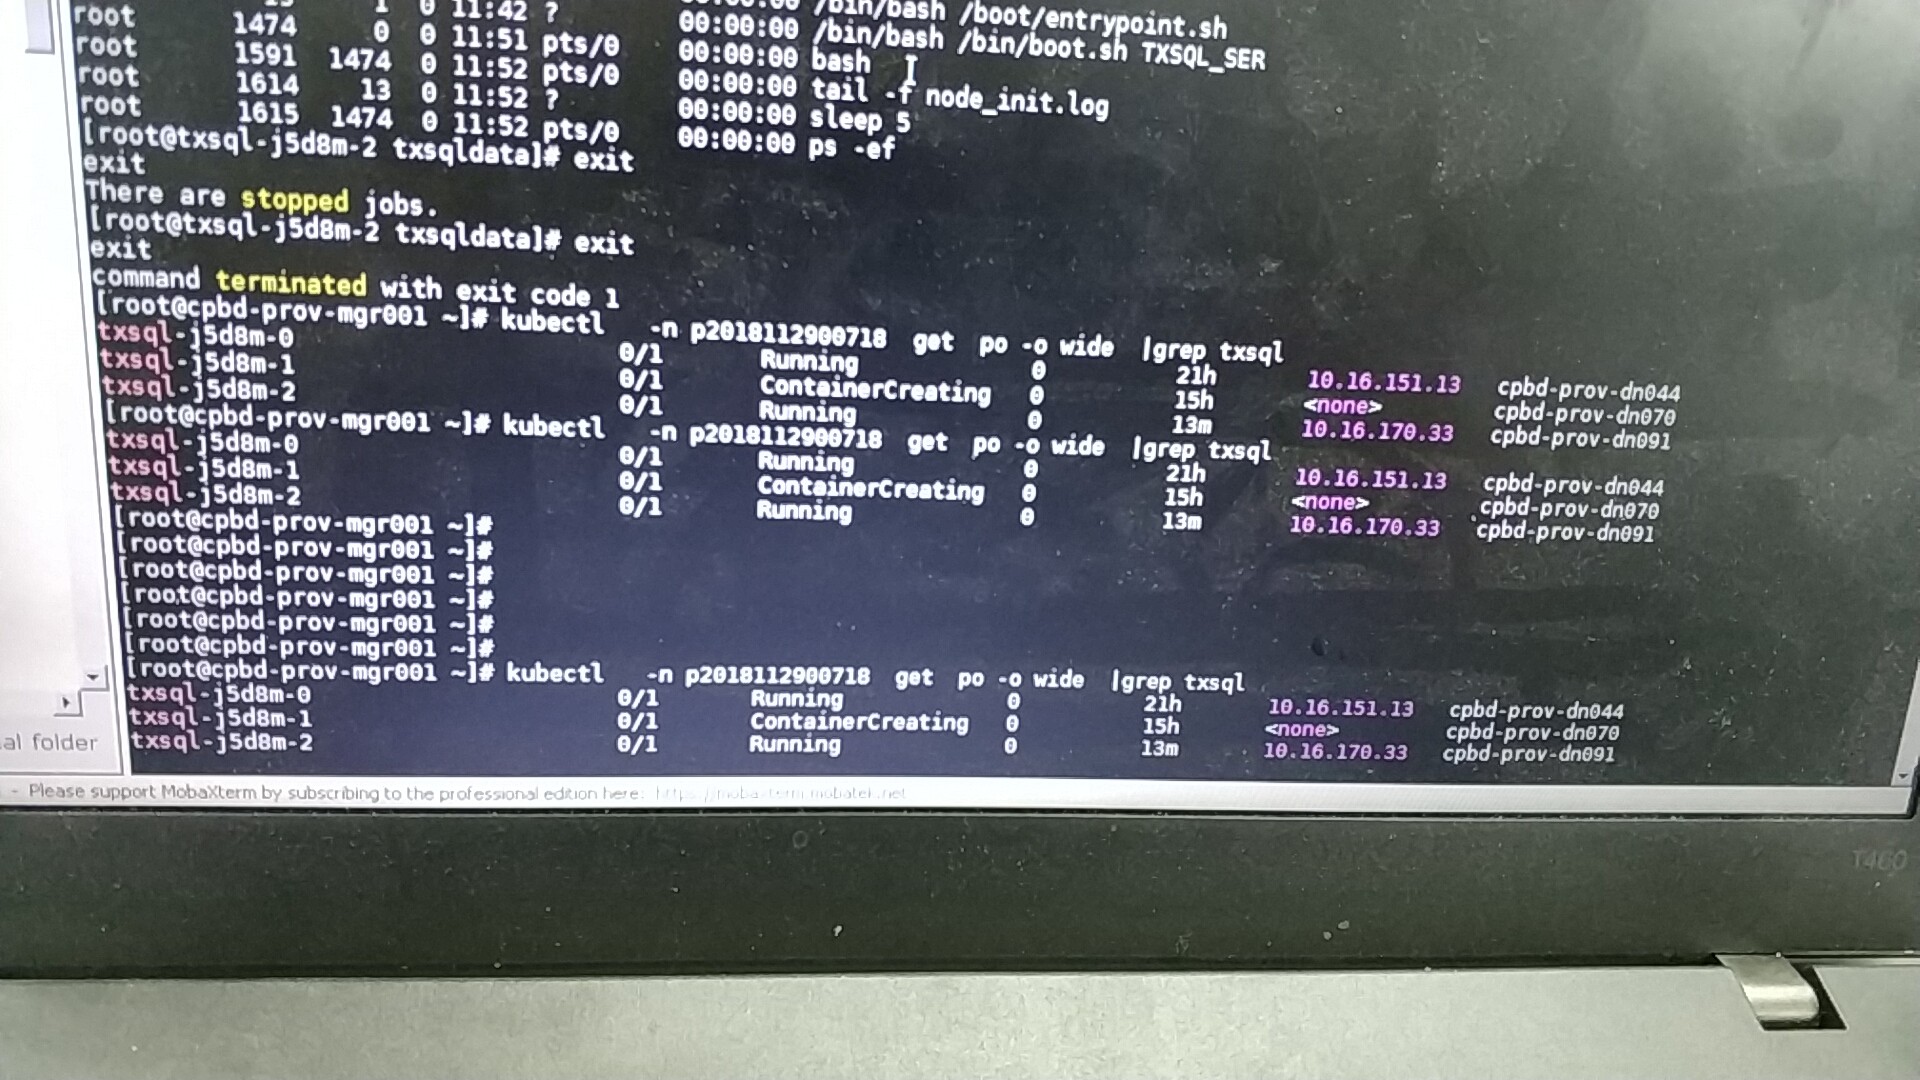 root 1 0 11:42 ? 00:00:00 /bin/bash /boot/entrypoint.sh
root 1474 0 0 11:51 pts/0 00:00:00 /bin/bash /bin/boot.sh TXSQL_SER
root 1591 1474 0 11:52 pts/0 00:00:00 bash
root 1614 13 0 11:52 ? 00:00:00 tail -f node_init.log
root 1615 1474 0 11:52 pts/0 00:00:00 sleep 5
[root@txsql-j5d8m-2 txsqldata]# exit 00:00:00 ps -ef
exit
There are stopped jobs.
[root@txsql-j5d8m-2 txsqldata]# exit
exit
command terminated with exit code 1
[root@cpbd-prov-mgr001 ~]# kubectl -n p2018112900718 get po -o wide |grep txsql
txsql-j5d8m-0 0/1 Running 0 21h 10.16.151.13 cpbd-prov-dn044
txsql-j5d8m-1 0/1 ContainerCreating 0 15h <none> cpbd-prov-dn070
txsql-j5d8m-2 0/1 Running 0 13m 10.16.170.33 cpbd-prov-dn091
[root@cpbd-prov-mgr001 ~]# kubectl -n p2018112900718 get po -o wide |grep txsql
txsql-j5d8m-0 0/1 Running 0 21h 10.16.151.13 cpbd-prov-dn044
txsql-j5d8m-1 0/1 ContainerCreating 0 15h <none> cpbd-prov-dn070
txsql-j5d8m-2 0/1 Running 0 13m 10.16.170.33 cpbd-prov-dn091
[root@cpbd-prov-mgr001 ~]#
[root@cpbd-prov-mgr001 ~]#
[root@cpbd-prov-mgr001 ~]#
[root@cpbd-prov-mgr001 ~]#
[root@cpbd-prov-mgr001 ~]#
[root@cpbd-prov-mgr001 ~]#
[root@cpbd-prov-mgr001 ~]# kubectl -n p2018112900718 get po -o wide |grep txsql
txsql-j5d8m-0 0/1 Running 0 21h 10.16.151.13 cpbd-prov-dn044
txsql-j5d8m-1 0/1 ContainerCreating 0 15h <none> cpbd-prov-dn070
txsql-j5d8m-2 0/1 Running 0 13m 10.16.170.33 cpbd-prov-dn091
al folder
- Please support MobaXterm by subscribing to the professional edition here: https://mobaxterm.mobatek.net
T460